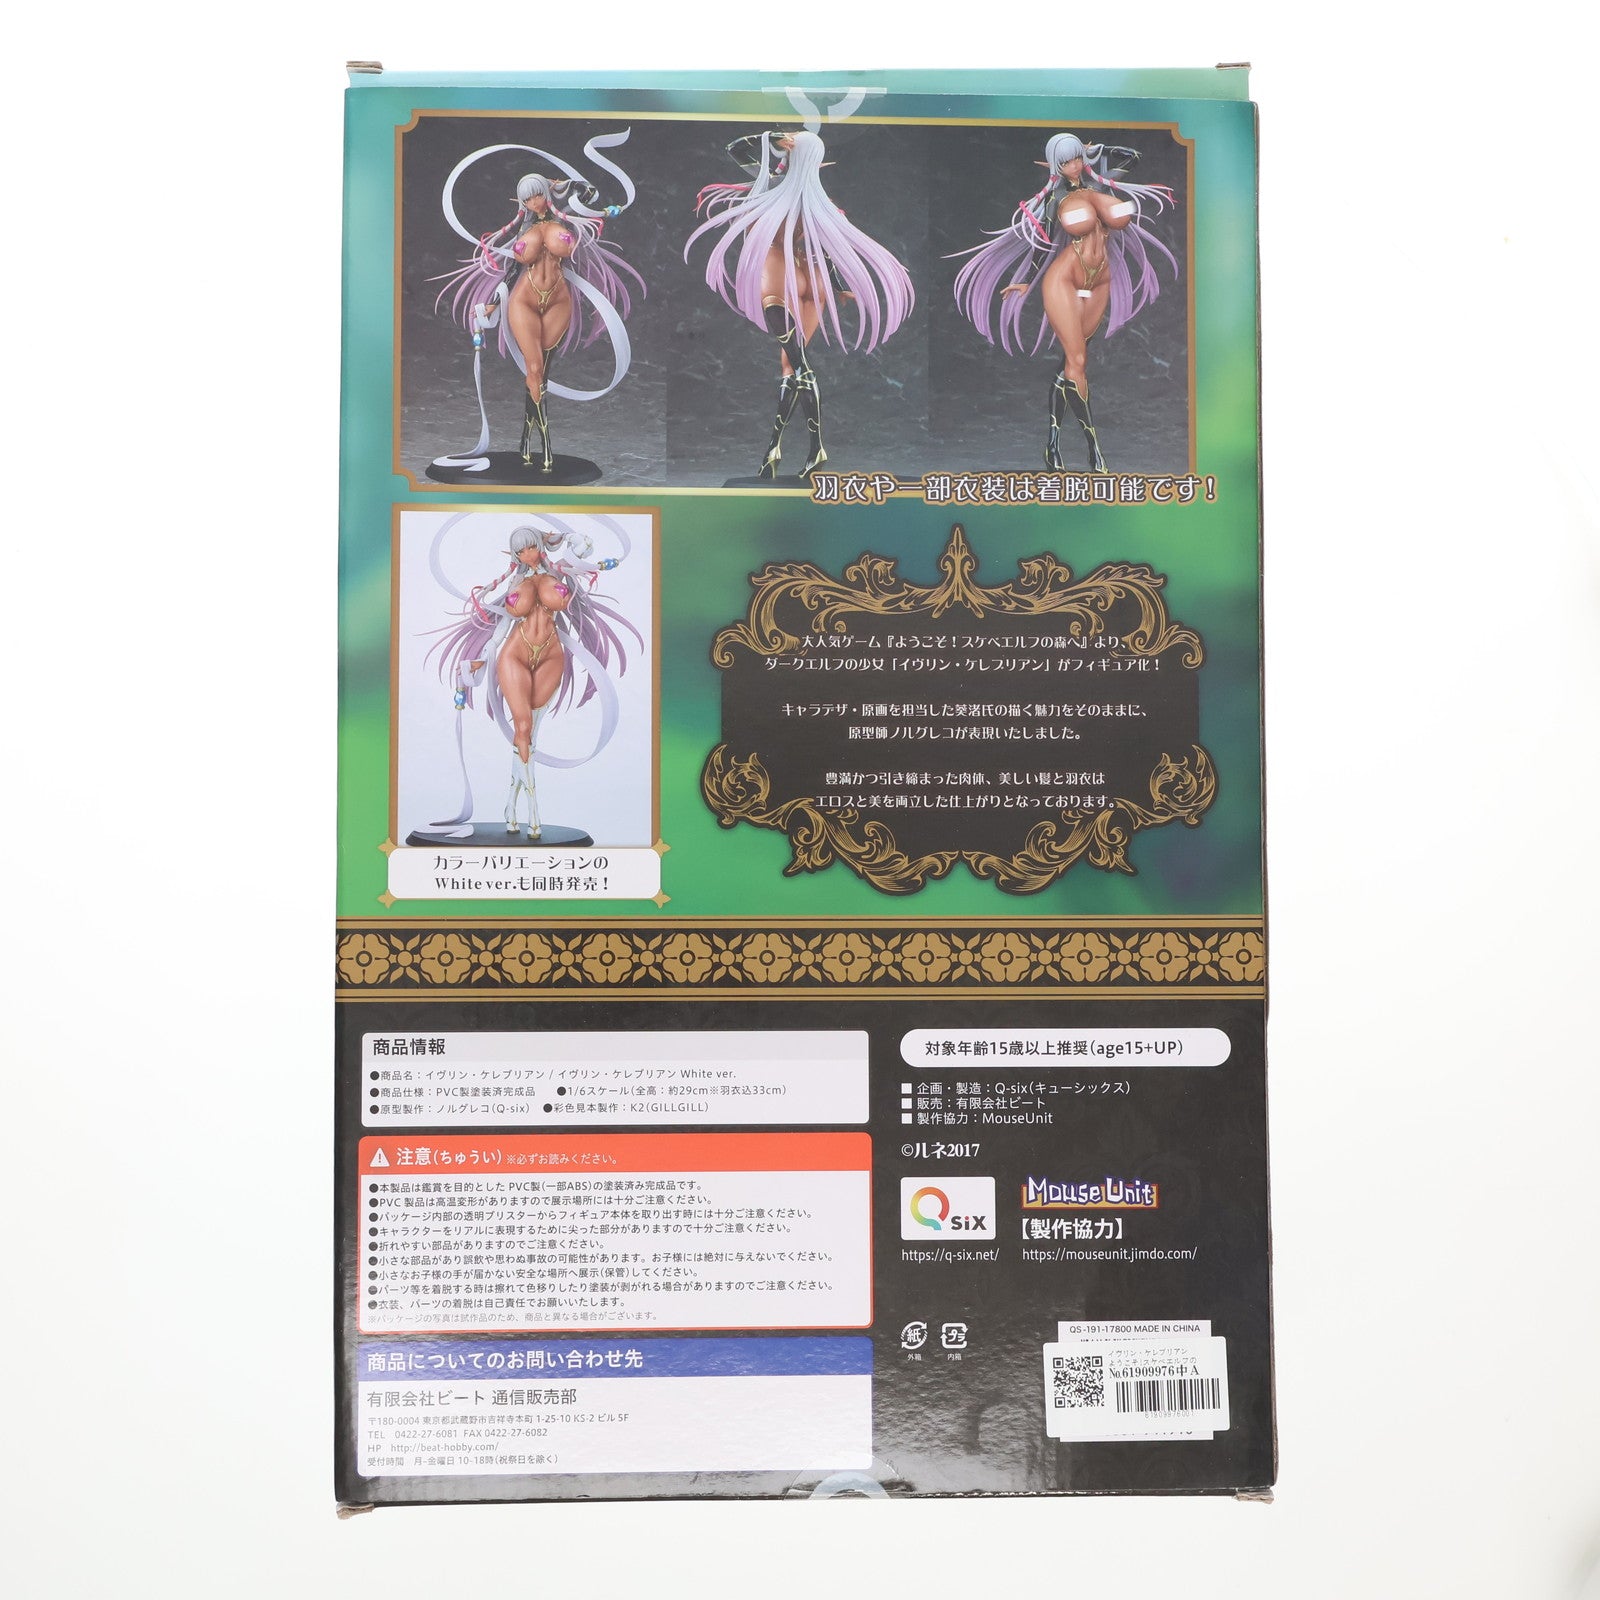 羽衣や一部衣装は着脱可能です！
大人気ゲーム『ようこそ！スケベエルフの森へ』より、
ダークエルフの少女「イヴリン・ケレブリアン」がフィギュア化！
キャラデザ・原画を担当した葵渚氏の描く魅力をそのままに、
原型師ノルグレコが表現いたしました。
豊満かつ引き締まった肉体、美しい髪と羽衣は
エロスと美を両立した仕上がりとなっております。
カラーバリエーションの
White ver.も同時発売！
商品情報
●商品名：イヴリン・ケレブリアン / イヴリン・ケレブリアン White ver.
●商品仕様：PVC製塗装済完成品 ●1/6スケール（全高：約29cm※羽衣込33cm）
●原型製作：ノルグレコ（Q-six） ●彩色見本製作：K2（GILLGILL）
注意（ちゅうい）※必ずお読みください。
●本製品は鑑賞を目的とした PVC製（一部ABS）の塗装済み完成品です。
●PVC 製品は高温変形がありますので展示場所には十分ご注意ください。
●パッケージ内部の透明ブリスターからフィギュア本体を取り出す時には十分ご注意ください。
●キャラクターをリアルに表現するために尖った部分がありますので十分ご注意ください。
●折れやすい部品がありますのでご注意ください。
●小さな部品があり誤飲や思わぬ事故の可能性があります。お子様には絶対に与えないでください。
●小さなお子様の手が届かない安全な場所へ展示（保管）してください。
●パーツ等を着脱する時は擦れて色移りしたり塗装が剥がれる場合がありますのでご注意ください。
●衣装、パーツの着脱は自己責任でお願いいたします。
※パッケージの写真は試作品のため、商品と異なる場合がございます。
商品についてのお問い合わせ先
有限会社ビート 通信販売部
〒180-0004 東京都武蔵野市吉祥寺本町 1-25-10 KS-2 ビル 5F
TEL 0422-27-6081 FAX 0422-27-6082
HP http://beat-hobby.com/
受付時間 月-金曜日 10-18時（祝祭日を除く）
対象年齢15歳以上推奨（age15+UP）
■ 企画・製造：Q-six（キューシックス）
■ 販売：有限会社ビート
■ 製作協力：MouseUnit
©ルネ2017
Q six
https://q-six.net/
Mouse Unit
【製作協力】
https://mouseunit.jimdo.com/
紙
外箱
プラ
内箱
QS-191-17800 MADE IN CHINA
イヴリン・ケレブリアン
ようこそ!スケベエルフの
No.61909976中 A
61909976001